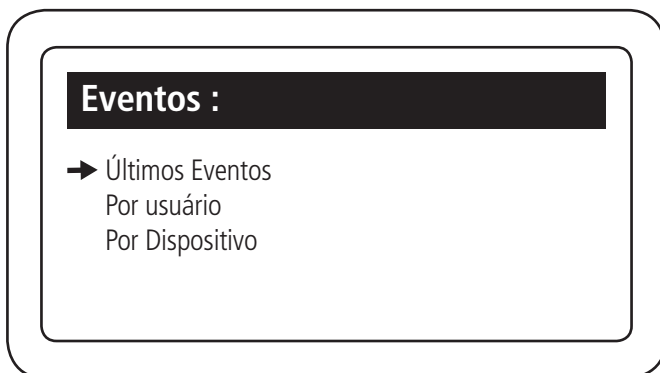 Eventos :
Últimos Eventos
Por usuário
Por Dispositivo